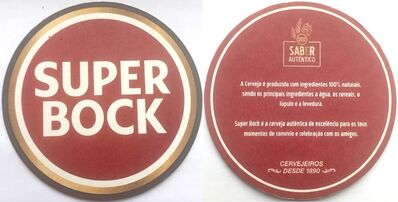 SUPER
BOCK
SABER
AUTÊNTICO
A Cerveja é produzida com ingredientes 100% naturais,
sendo os principais ingredientes a água, os cereais, o
lúpulo e a levedura.
Super Bock é a cerveja autêntica de excelência para os teus
momentos de convívio e celebração com os amigos.
CERVEJEIROS
DESDE 1890